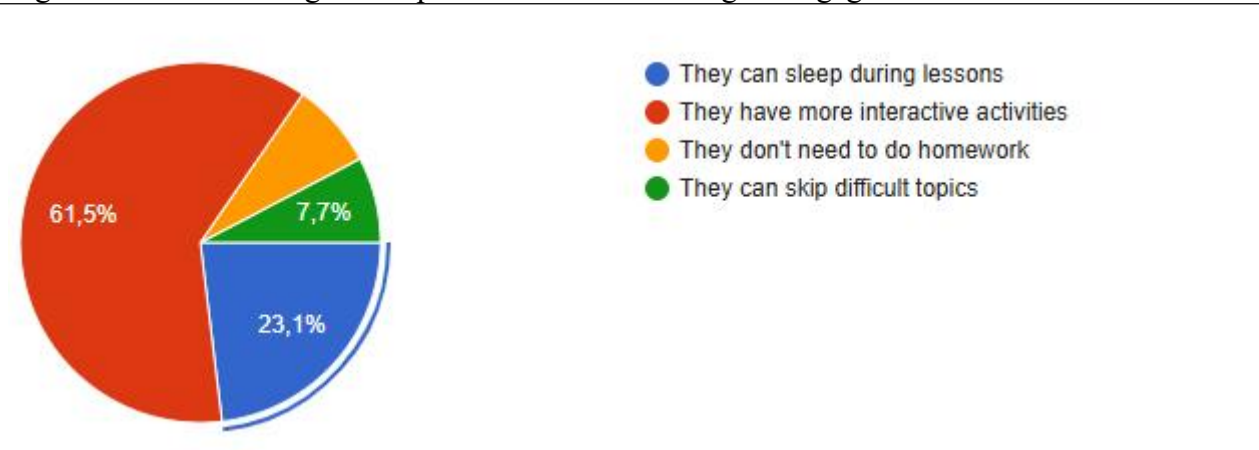 They can sleep during lessons
They have more interactive activities
They don't need to do homework
They can skip difficult topics
61,5%
7,7%
23,1%